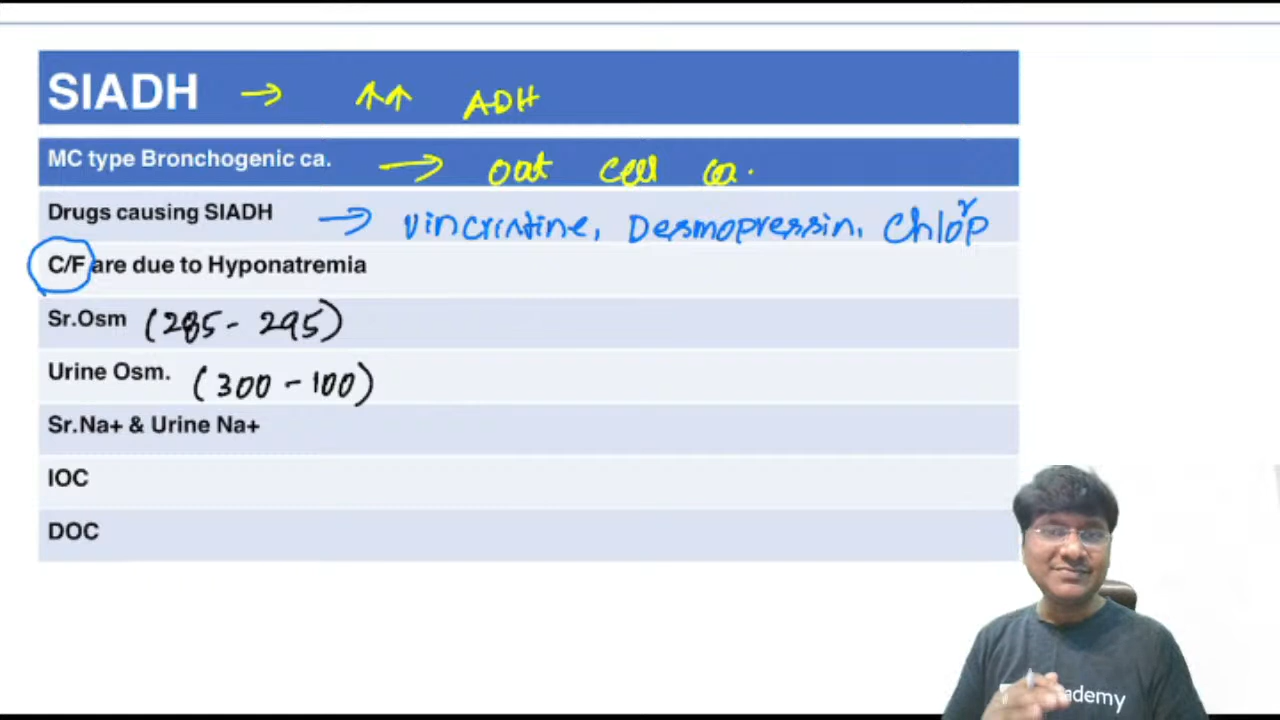 SIADH → ↑↑ ADH
MC type Bronchogenic ca. → oat cell ca.
Drugs causing SIADH → Vincristine, Desmopressin, Chlorp
C/F are due to Hyponatremia
Sr.Osm (285 - 295)
Urine Osm. (300 - 100)
Sr.Na+ & Urine Na+
IOC
DOC
ademy